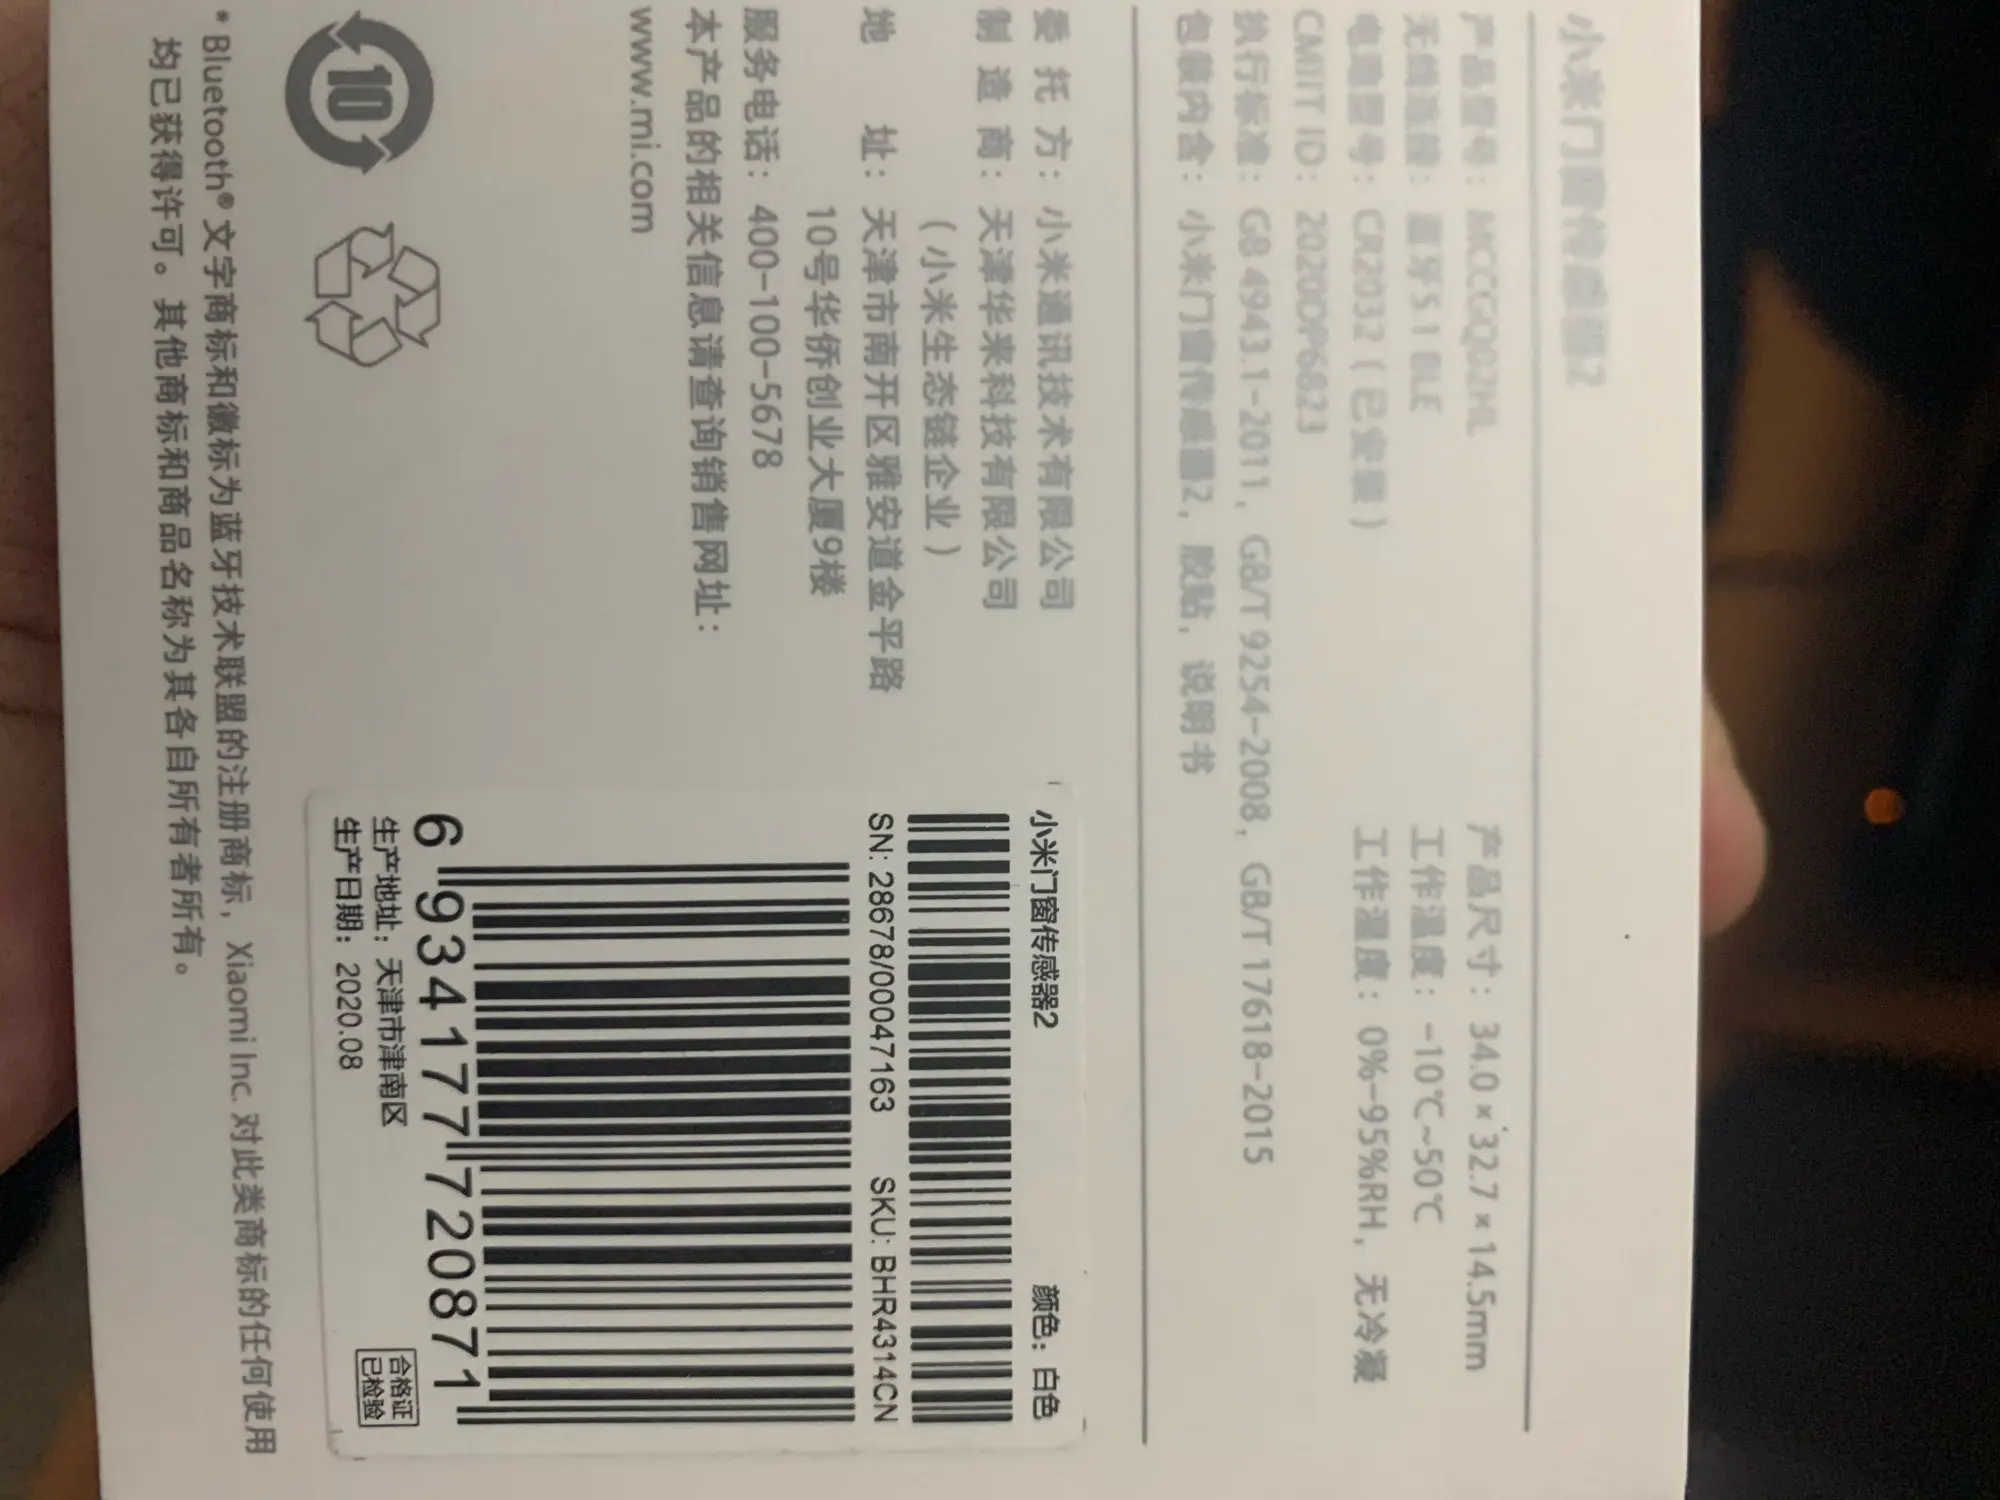 小米门窗传感器2
产品型号：MCCGQ02HL
产品尺寸：34.0×32.7×14.5mm
无线连接：蓝牙5.1 BLE
工作温度：-10℃~50℃
电池型号：CR2032（已安装）
工作湿度：0%-95%RH，无冷凝
CMIIT ID：2020DP6823
执行标准：GB 4943.1-2011，GB/T 9254-2008，GB/T 17618-2015
包装内含：小米门窗传感器2，胶贴，说明书
委托方：小米通讯技术有限公司
制造商：天津华来科技有限公司
（小米生态链企业）
地址：天津市南开区雅安道金平路
10号华侨创业大厦9楼
服务电话：400-100-5678
本产品的相关信息请查询销售网址：
www.mi.com
小米门窗传感器2 颜色：白色
SN: 28678/00047163 SKU: BHR4314CN
6 934177 720871
生产地址：天津市津南区
生产日期：2020.08
合格证
已检验
10
* Bluetooth® 文字商标和徽标为蓝牙技术联盟的注册商标，Xiaomi Inc. 对此类商标的任何使用
均已获得许可。其他商标和商品名称为其各自所有者所有。